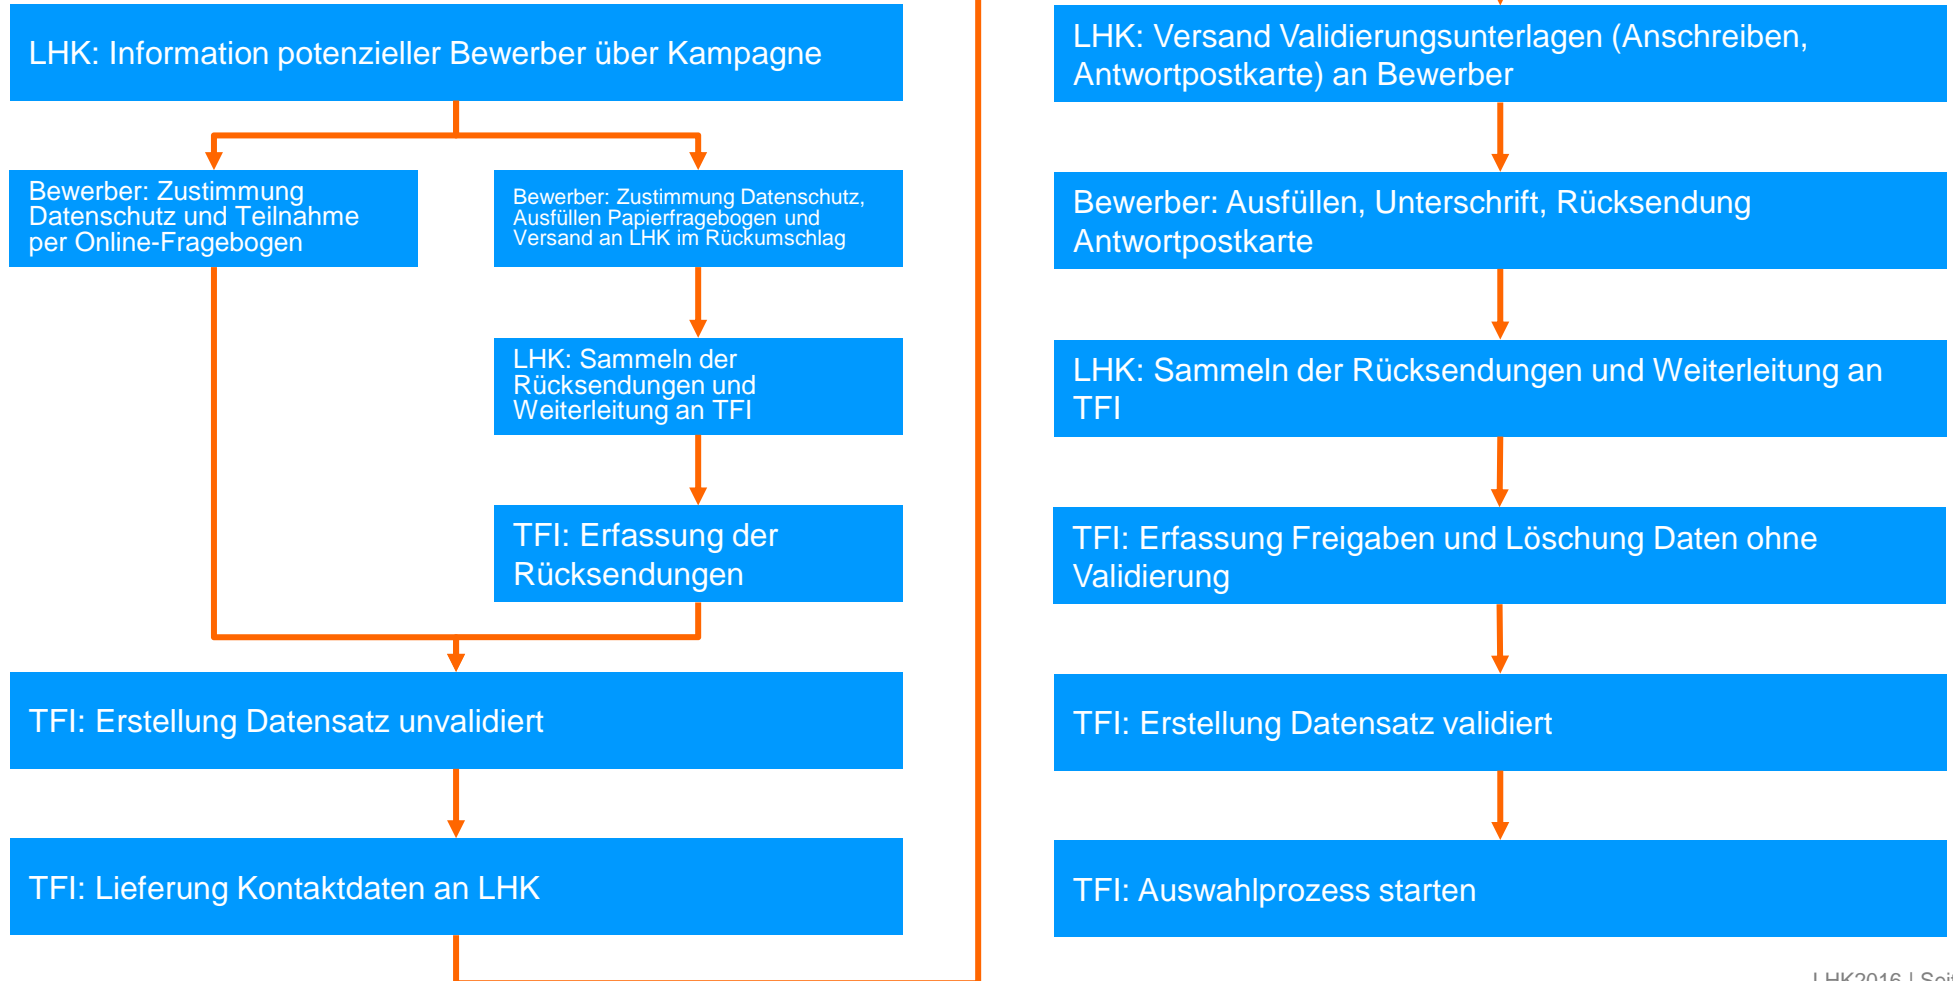 LHK: Information potenzieller Bewerber über Kampagne
Bewerber: Zustimmung
Datenschutz und Teilnahme
per Online-Fragebogen
Bewerber: Zustimmung Datenschutz,
Ausfüllen Papierfragebogen und
Versand an LHK im Rückumschlag
LHK: Sammeln der
Rücksendungen und
Weiterleitung an TFI
TFI: Erfassung der
Rücksendungen
TFI: Erstellung Datensatz unvalidiert
TFI: Lieferung Kontaktdaten an LHK
LHK: Versand Validierungsunterlagen (Anschreiben,
Antwortpostkarte) an Bewerber
Bewerber: Ausfüllen, Unterschrift, Rücksendung
Antwortpostkarte
LHK: Sammeln der Rücksendungen und Weiterleitung an
TFI
TFI: Erfassung Freigaben und Löschung Daten ohne
Validierung
TFI: Erstellung Datensatz validiert
TFI: Auswahlprozess starten
LHK2016 |